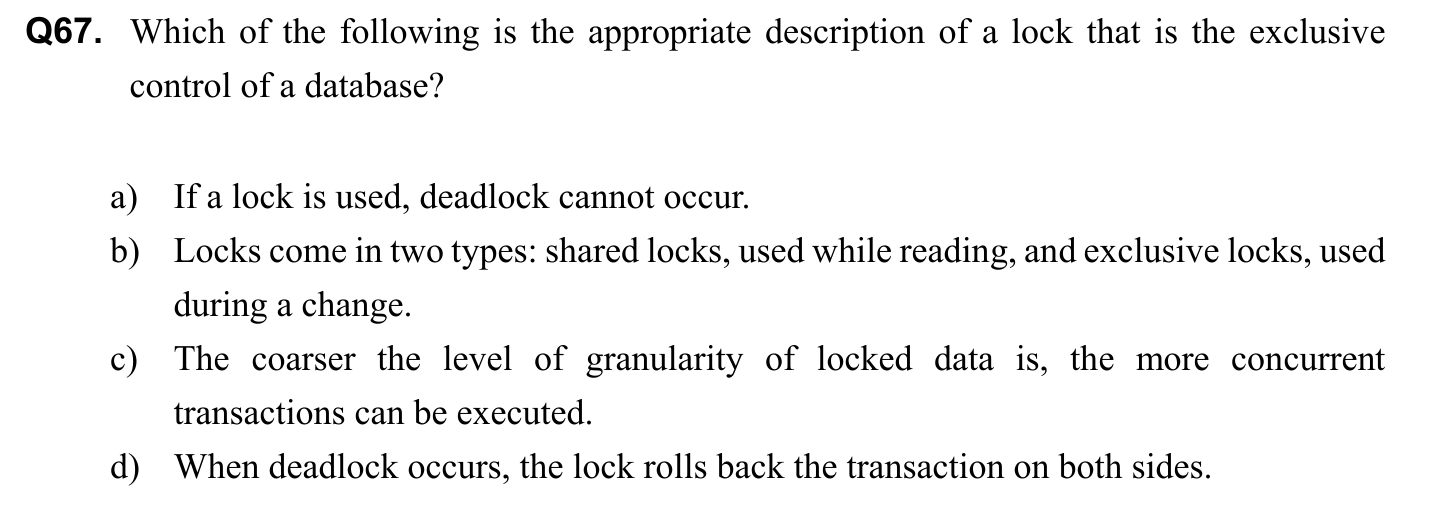 Q67. Which of the following is the appropriate description of a lock that is the exclusive
control of a database?
a) If a lock is used, deadlock cannot occur.
b) Locks come in two types: shared locks, used while reading, and exclusive locks, used
during a change.
c) The coarser the level of granularity of locked data is, the more concurrent
transactions can be executed.
d) When deadlock occurs, the lock rolls back the transaction on both sides.